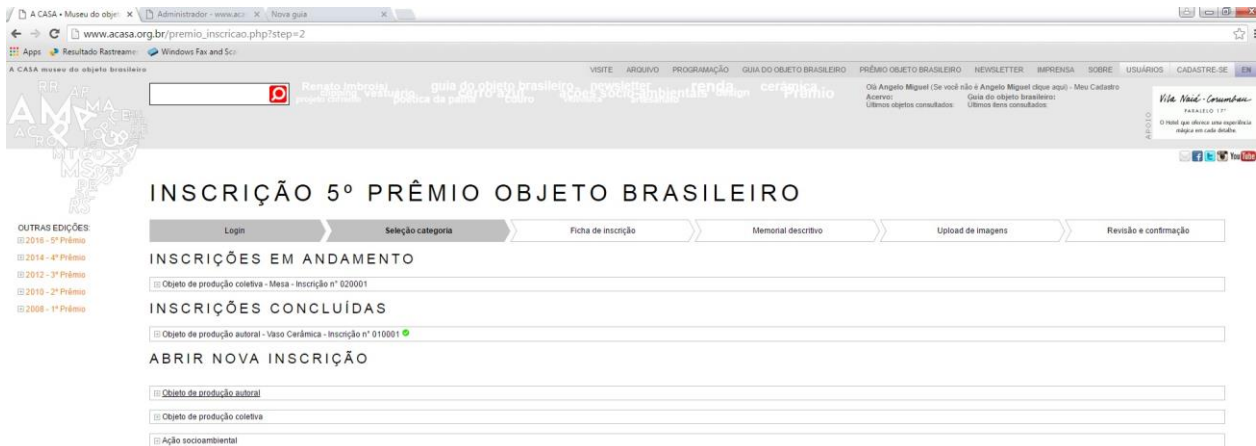 A CASA • Museu do objet
Administrador - www.aca
Nova guia
www.acasa.org.br/premio_inscricao.php?step=2
Apps Resultado Rastreame Windows Fax and Sca
A CASA museu do objeto brasileiro
VISITE ARQUIVO PROGRAMAÇÃO GUIA DO OBJETO BRASILEIRO PRÊMIO OBJETO BRASILEIRO NEWSLETTER IMPRENSA SOBRE USUÁRIOS CADASTRE-SE EN
Renato Imbroisi guia do objeto brasileiro newsletter renda cerâmica Prêmio
vestuário poética da palha couro ações socioambientais design
Olá Angelo Miguel (Se você não é Angelo Miguel clique aqui) - Meu Cadastro
Acervo: Guia do objeto brasileiro:
Últimos objetos consultados: Últimos itens consultados:
APOIO
Vila Naiá - Corumbau
PARALELO 17°
O Hotel que oferece uma experiência
mágica em cada detalhe.
You Tube
INSCRIÇÃO 5º PRÊMIO OBJETO BRASILEIRO
OUTRAS EDIÇÕES:
2016 - 5º Prêmio
2014 - 4º Prêmio
2012 - 3º Prêmio
2010 - 2º Prêmio
2008 - 1º Prêmio
Login Seleção categoria Ficha de inscrição Memorial descritivo Upload de imagens Revisão e confirmação
INSCRIÇÕES EM ANDAMENTO
Objeto de produção coletiva - Mesa - Inscrição n° 020001
INSCRIÇÕES CONCLUÍDAS
Objeto de produção autoral - Vaso Cerâmica - Inscrição n° 010001
ABRIR NOVA INSCRIÇÃO
Objeto de produção autoral
Objeto de produção coletiva
Ação socioambiental